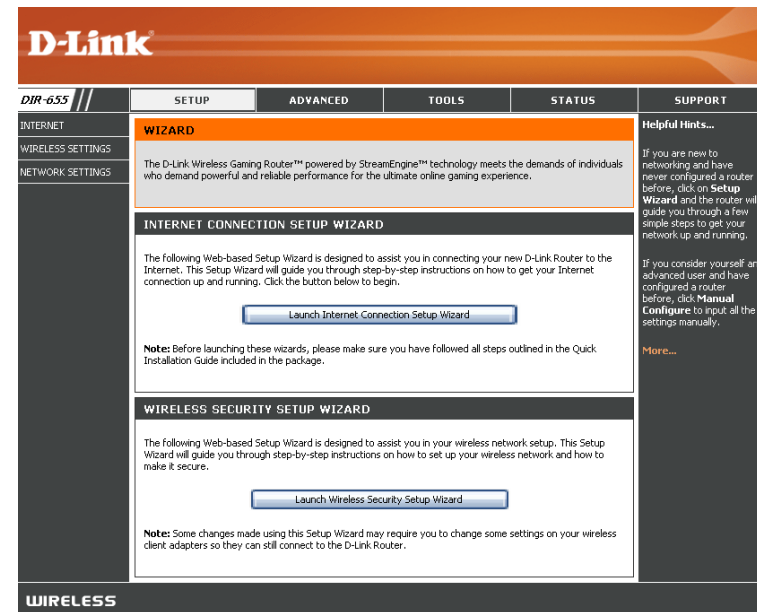 D-Link
DIR-655
SETUP
ADVANCED
TOOLS
STATUS
SUPPORT
INTERNET
WIRELESS SETTINGS
NETWORK SETTINGS
WIZARD
The D-Link Wireless Gaming Router™ powered by StreamEngine™ technology meets the demands of individuals
who demand powerful and reliable performance for the ultimate online gaming experience.
INTERNET CONNECTION SETUP WIZARD
The following Web-based Setup Wizard is designed to assist you in connecting your new D-Link Router to the
Internet. This Setup Wizard will guide you through step-by-step instructions on how to get your Internet
connection up and running. Click the button below to begin.
Launch Internet Connection Setup Wizard
Note: Before launching these wizards, please make sure you have followed all steps outlined in the Quick
Installation Guide included in the package.
WIRELESS SECURITY SETUP WIZARD
The following Web-based Setup Wizard is designed to assist you in your wireless network setup. This Setup
Wizard will guide you through step-by-step instructions on how to set up your wireless network and how to
make it secure.
Launch Wireless Security Setup Wizard
Note: Some changes made using this Setup Wizard may require you to change some settings on your wireless
client adapters so they can still connect to the D-Link Router.
Helpful Hints...
If you are new to
networking and have
never configured a router
before, click on Setup
Wizard and the router wil
guide you through a few
simple steps to get your
network up and running.
If you consider yourself an
advanced user and have
configured a router
before, click Manual
Configure to input all the
settings manually.
More...
WIRELESS